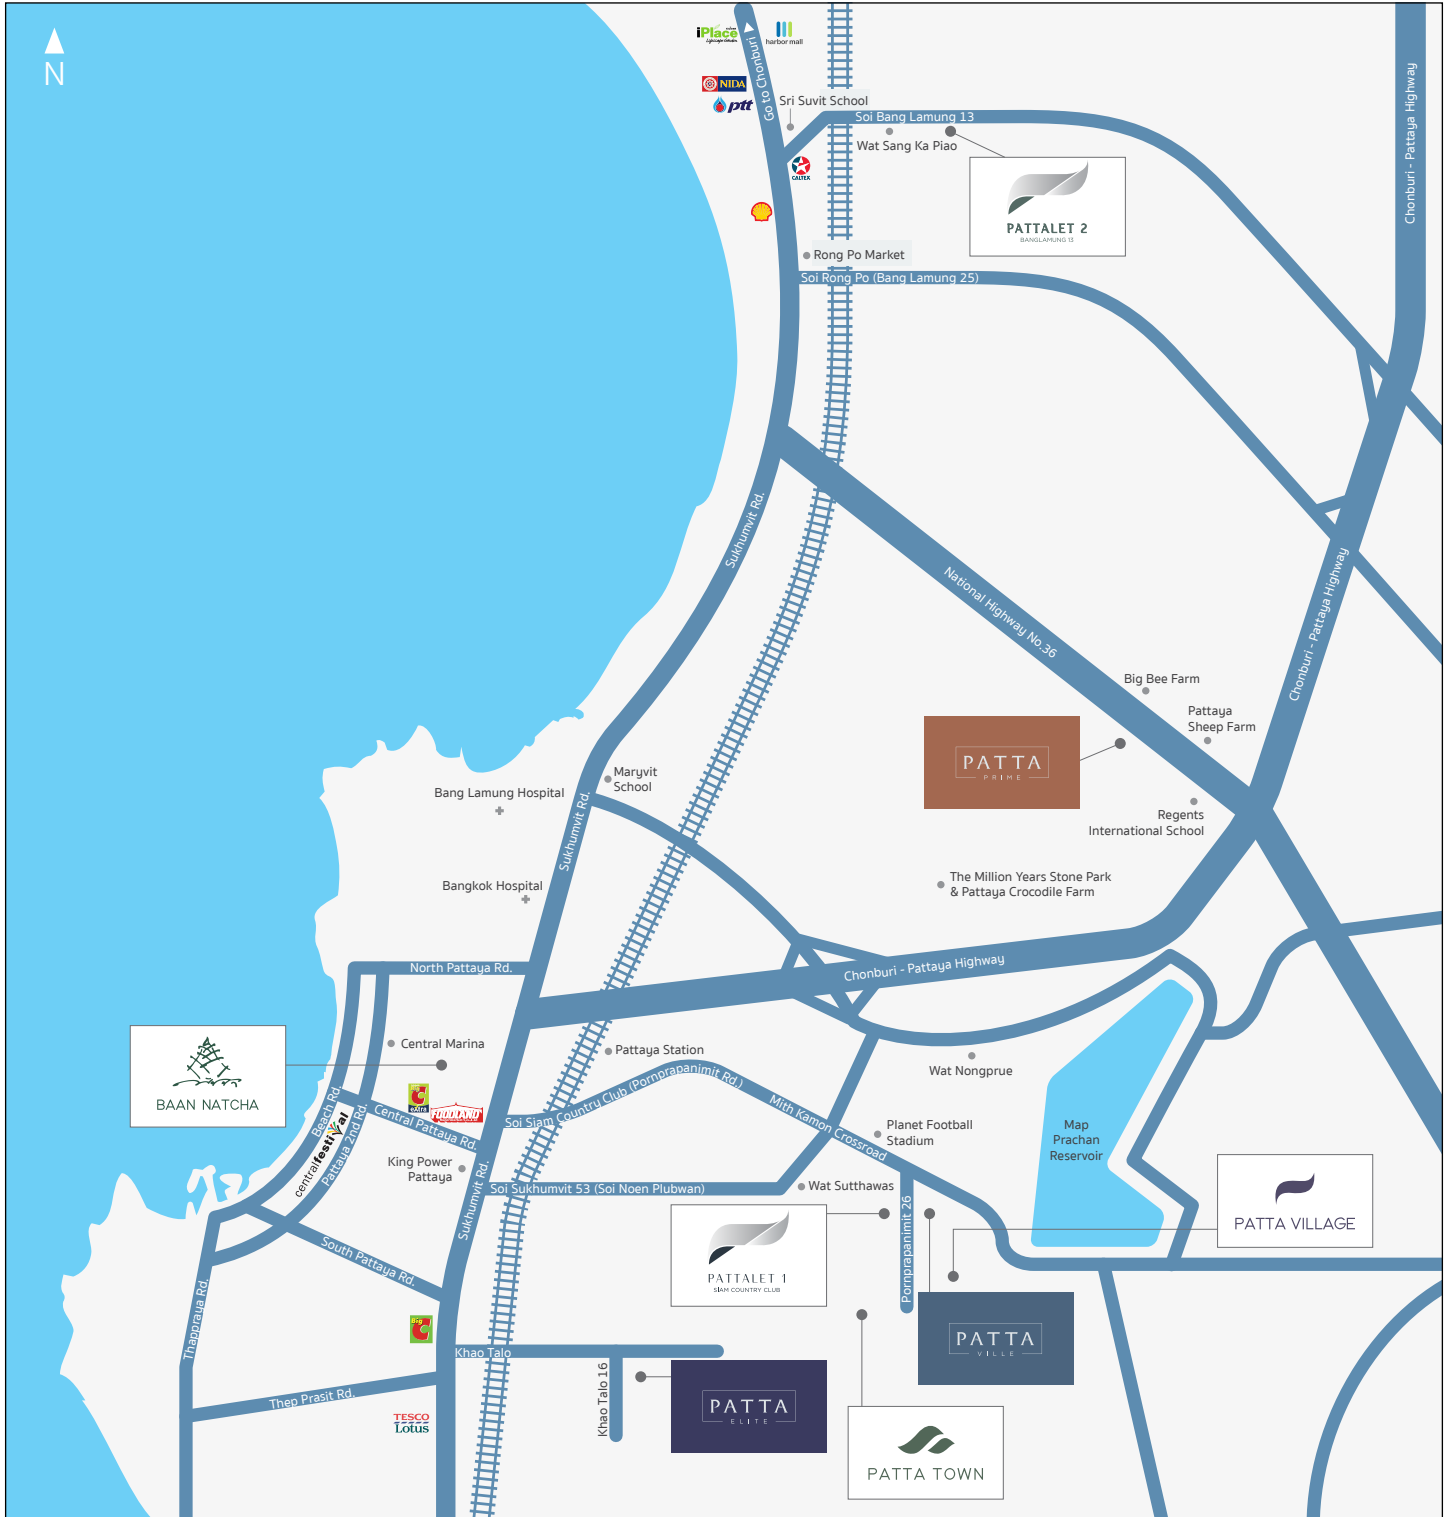 N
iPlace
Lifescape Garden
harbor mall
Go to Chonburi
NIDA
ptt
Sri Suvit School
Soi Bang Lamung 13
Wat Sang Ka Piao
CALTEX
PATTALET 2
BANGLAMUNG 13
Chonburi - Pattaya Highway
Rong Po Market
Soi Rong Po (Bang Lamung 25)
Sukhumvit Rd.
National Highway No.36
Chonburi - Pattaya Highway
Big Bee Farm
Pattaya
Sheep Farm
PATTA
PRIME
Maryvit
School
Bang Lamung Hospital
Sukhumvit Rd.
Regents
International School
Bangkok Hospital
The Million Years Stone Park
& Pattaya Crocodile Farm
North Pattaya Rd.
Chonburi - Pattaya Highway
Central Marina
Pattaya Station
Wat Nongprue
BAAN NATCHA
Big
C
extra
FOODLAND
Beach Rd.
centralfestival
Pattaya 2nd Rd.
Central Pattaya Rd.
Soi Siam Country Club (Pornprapanimit Rd.)
Mith Kamon Crossroad
Planet Football
Stadium
Map
Prachan
Reservoir
King Power
Pattaya
Sukhumvit Rd.
Soi Sukhumvit 53 (Soi Noen Plubwan)
Wat Sutthawas
Pornprapanimit 26
PATTA VILLAGE
PATTALET 1
SIAM COUNTRY CLUB
South Pattaya Rd.
Thappraya Rd.
Big
C
Khao Talo
PATTA
VILLE
Thep Prasit Rd.
Khao Talo 16
PATTA
ELITE
TESCO
Lotus
PATTA TOWN